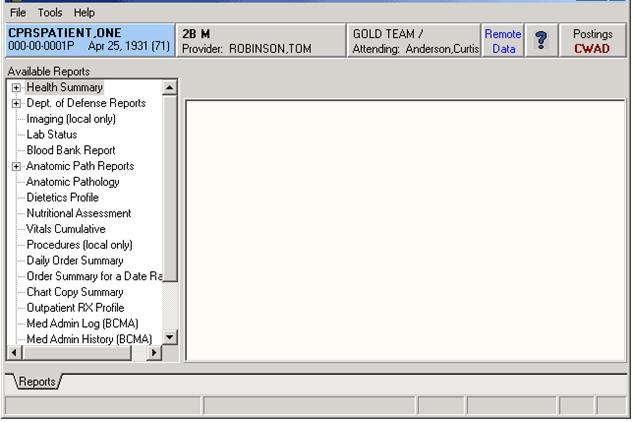 File Tools Help
CPRSPATIENT,ONE 2B M GOLD TEAM / Remote Postings
000-00-0001P Apr 25, 1931 (71) Provider: ROBINSON,TOM Attending: Anderson,Curtis Data ? CWAD
Available Reports
Health Summary
Dept. of Defense Reports
Imaging (local only)
Lab Status
Blood Bank Report
Anatomic Path Reports
Anatomic Pathology
Dietetics Profile
Nutritional Assessment
Vitals Cumulative
Procedures (local only)
Daily Order Summary
Order Summary for a Date Ra
Chart Copy Summary
Outpatient RX Profile
Med Admin Log (BCMA)
Med Admin History (BCMA)
Reports